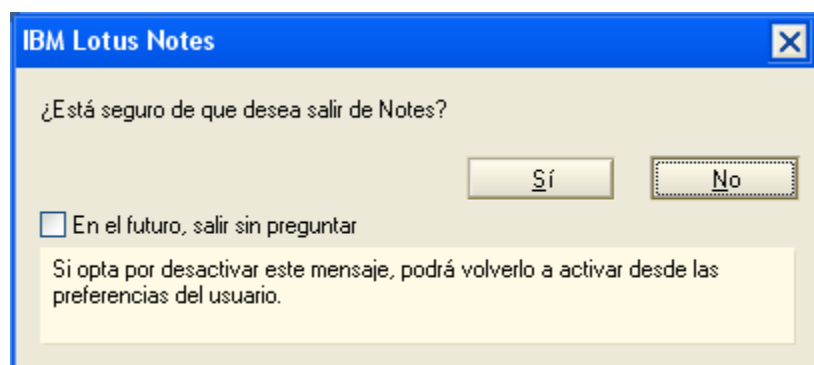 IBM Lotus Notes
¿Está seguro de que desea salir de Notes?
Sí
No
En el futuro, salir sin preguntar
Si opta por desactivar este mensaje, podrá volverlo a activar desde las
preferencias del usuario.